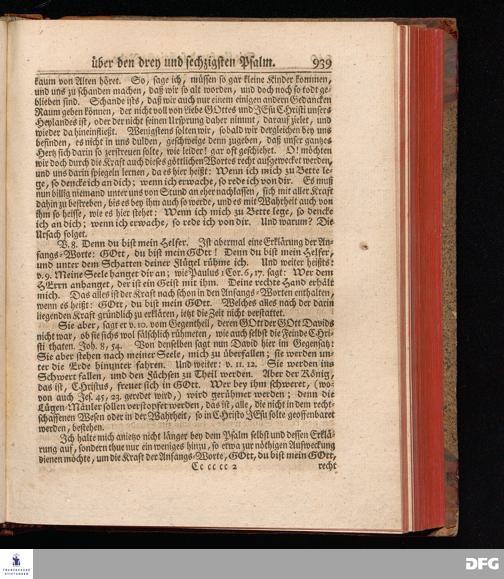 über den drey und sechzigsten Psalm. 939
kaum von Alten höret. So, sage ich, müssen so gar kleine Kinder kommen,
und uns zu schanden machen, daß wir so alt worden, und doch noch so todt ge-
blieben sind. Schande ists, daß wir auch nur einem einigen andern Gedancken
Raum geben können, der nicht voll von Liebe GOttes und JEsu CHristi unsers
Heylandes ist, oder der nicht seinen Ursprung daher nimmt, darauf zielet, und
wieder da hineinfließt. Wenigstens solten wir, so bald wir dergleichen bey uns
befinden, es nicht in uns dulden, geschweige denn zugeben, daß unser gantzes
Hertz sich darin so zerstreuen solte, wie leider! gar oft geschiehet. O! möchten
wir doch durch die Kraft auch dieses göttlichen Wortes recht aufgewecket werden,
und uns darin spiegeln lernen, da es hier heißt: Wenn ich mich zu Bette le-
ge, so dencke ich an dich; wenn ich erwache, so rede ich von dir. Es muß
nun billig niemand unter uns von Stund an eher nachlassen, sich mit aller Kraft
dahin zu bestreben, bis es bey ihm auch so werde, und es mit Wahrheit auch von
ihm so heisse, wie es hier stehet: Wenn ich mich zu Bette lege, so dencke
ich an dich; wenn ich erwache, so rede ich von dir. Und warum? Die
Ursach folget.
V. 8. Denn du bist mein Helfer. Ist abermal eine Erklärung der An-
fangs-Worte: GOtt, du bist mein GOtt! Denn du bist mein Helfer,
und unter dem Schatten deiner Flügel rühme ich. Und weiter heißts:
v. 9. Meine Seele hanget dir an; wie Paulus 1 Cor. 6, 17. sagt: Wer dem
HErrn anhanget, der ist ein Geist mit ihm. Deine rechte Hand erhält
mich. Das alles ist der Kraft nach schon in den Anfangs-Worten enthalten,
wenn es heißt: GOtt, du bist mein GOtt. Welches alles nach der darin
liegenden Kraft gründlich zu erklären, ietzt die Zeit nicht verstattet.
Sie aber, sagt er v. 10. vom Gegentheil, deren GOtt der GOtt Davids
nicht war, ob sie sichs wol fälschlich rühmeten, wie auch selbst die Feinde CHri-
sti thaten. Joh. 8, 54. Von denselben sagt nun David hier im Gegensatz:
Sie aber stehen nach meiner Seele, mich zu überfallen; sie werden un-
ter die Erde hinunter fahren. Und weiter: v. 11. 12. Sie werden ins
Schwert fallen, und den Füchsen zu Theil werden. Aber der König,
das ist, CHristus, freuet sich in GOtt. Wer bey ihm schweret, (wo-
von auch Jes. 45, 23. geredet wird,) wird gerühmet werden; denn die
Lügen-Mäuler sollen verstopfet werden, das ist, alle, die nicht in dem recht-
schaffenen Wesen oder in der Wahrheit, so in CHristo JEsu solte geoffenbaret
werden, bestehen.
Ich halte mich anietzo nicht länger bey dem Psalm selbst und dessen Erklä-
rung auf, sondern thue nur ein weniges hinzu, so etwa zur nöthigen Aufweckung
dienen möchte, um die Kraft der Anfangs-Worte, GOtt, du bist mein GOtt,
Cc cc cc 2 recht
FRANCKESCHE
STIFTUNGEN
DFG